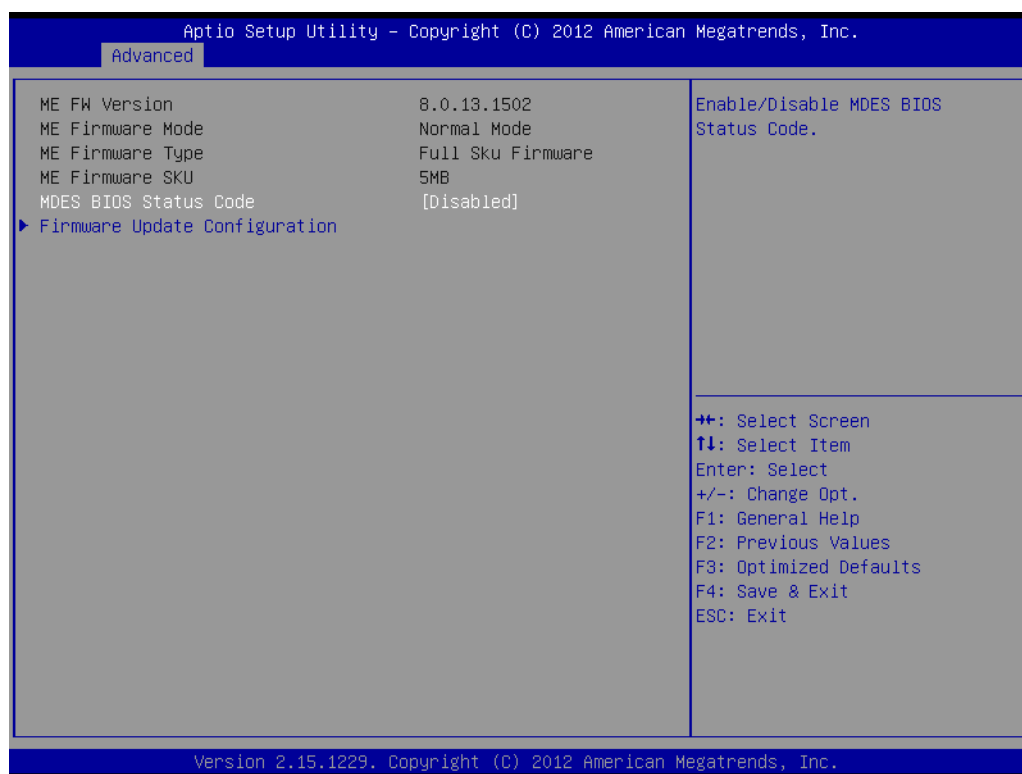 Aptio Setup Utility – Copyright (C) 2012 American Megatrends, Inc.
Advanced
ME FW Version 8.0.13.1502
ME Firmware Mode Normal Mode
ME Firmware Type Full Sku Firmware
ME Firmware SKU 5MB
MDES BIOS Status Code [Disabled]
▶ Firmware Update Configuration
Enable/Disable MDES BIOS
Status Code.
→←: Select Screen
↑↓: Select Item
Enter: Select
+/-: Change Opt.
F1: General Help
F2: Previous Values
F3: Optimized Defaults
F4: Save & Exit
ESC: Exit
Version 2.15.1229. Copyright (C) 2012 American Megatrends, Inc.